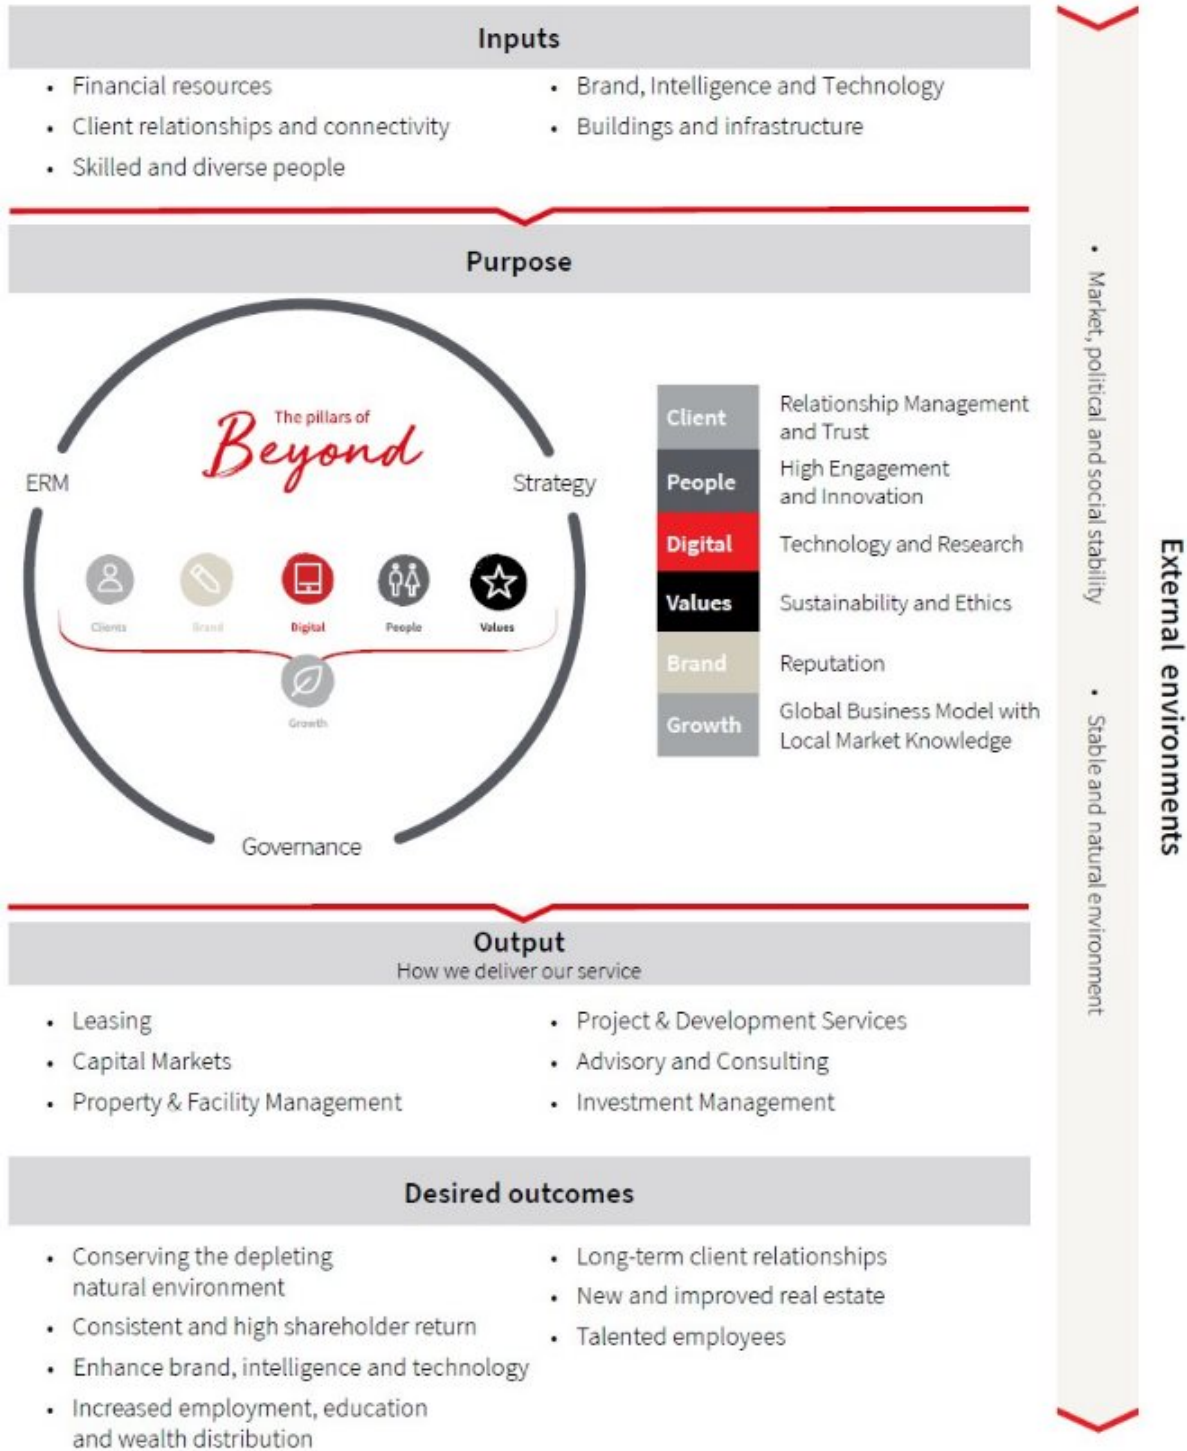 Inputs
• Financial resources
• Client relationships and connectivity
• Skilled and diverse people
• Brand, Intelligence and Technology
• Buildings and infrastructure
Purpose
The pillars of
Beyond
ERM
Strategy
Governance
Clients
Brand
Digital
People
Values
Growth
Client
Relationship Management
and Trust
People
High Engagement
and Innovation
Digital
Technology and Research
Values
Sustainability and Ethics
Brand
Reputation
Growth
Global Business Model with
Local Market Knowledge
Output
How we deliver our service
• Leasing
• Capital Markets
• Property & Facility Management
• Project & Development Services
• Advisory and Consulting
• Investment Management
Desired outcomes
• Conserving the depleting
natural environment
• Consistent and high shareholder return
• Enhance brand, intelligence and technology
• Increased employment, education
and wealth distribution
• Long-term client relationships
• New and improved real estate
• Talented employees
• Market, political and social stability
• Stable and natural environment
External environments